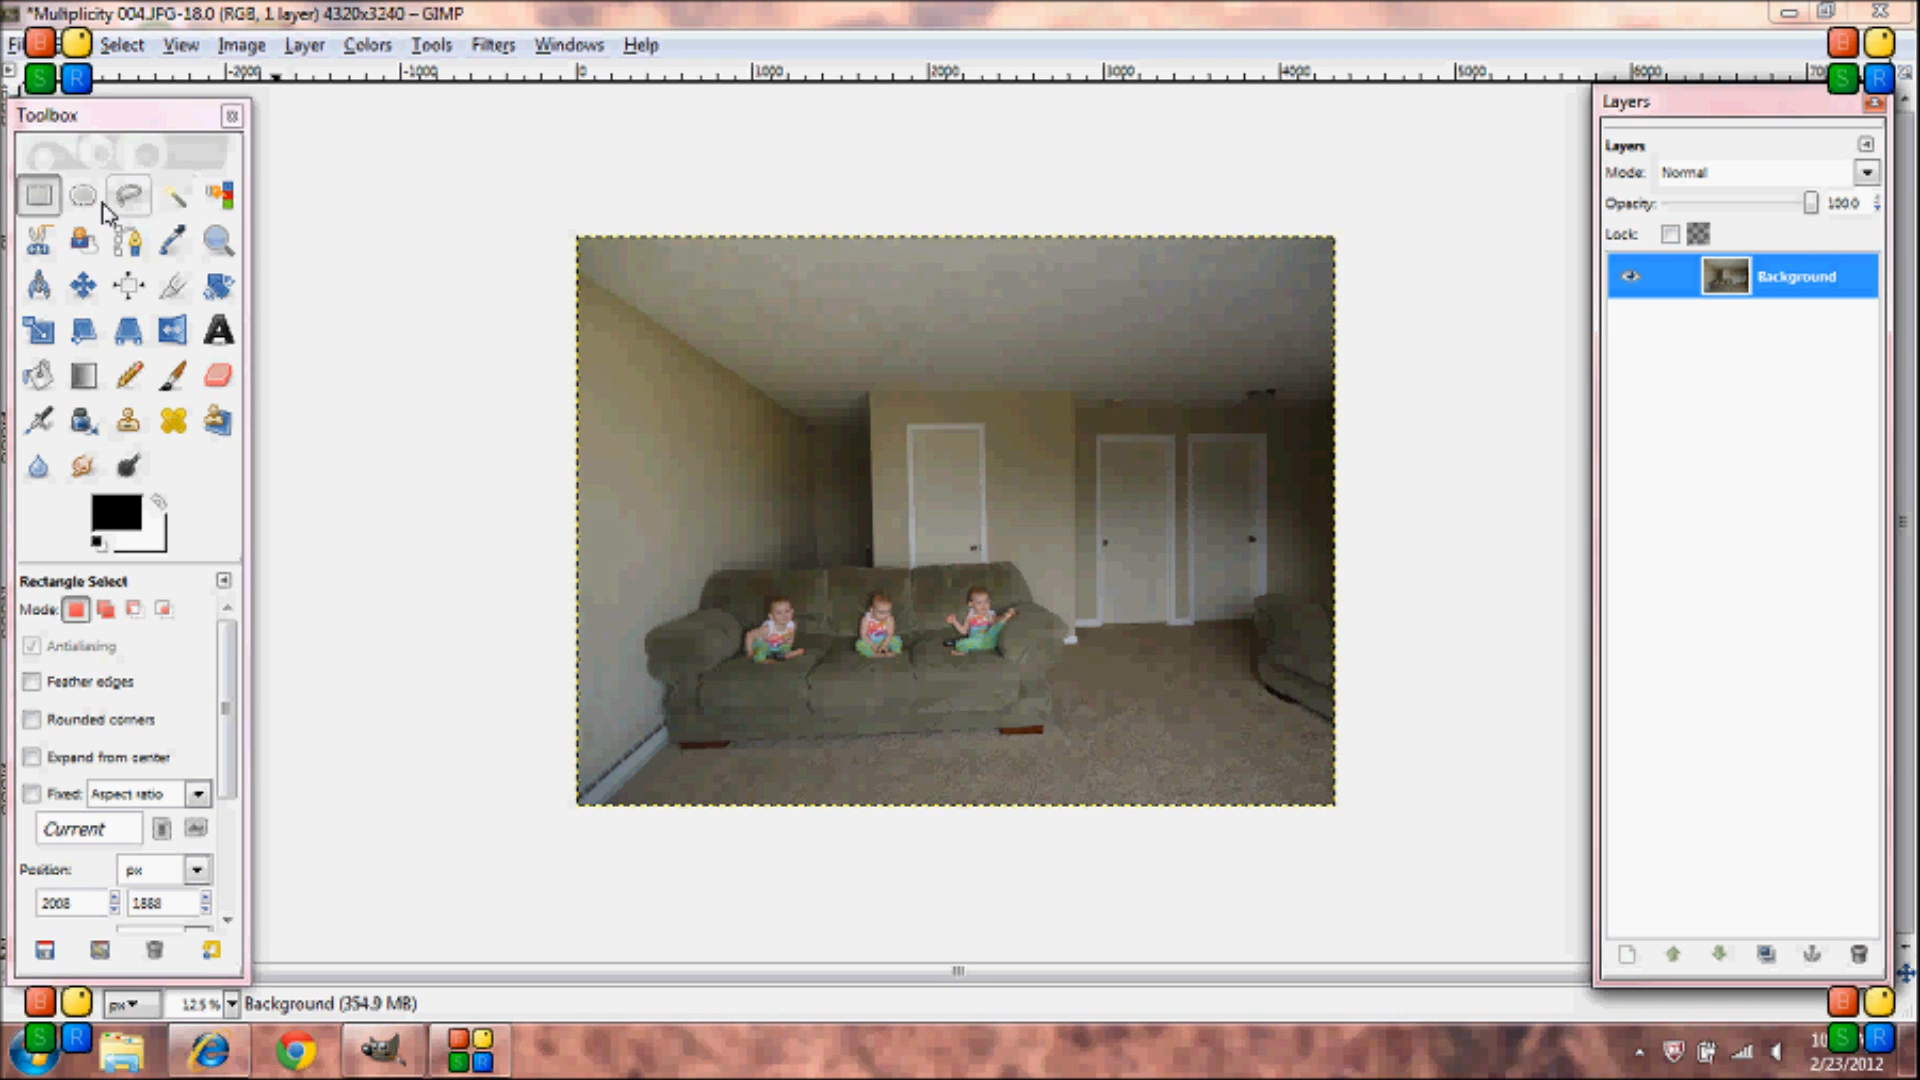 *Multiplicity 004.JPG-18.0 (RGB, 1 layer) 4320x3240 – GIMP
Select View Image Layer Colors Tools Filters Windows Help
-2000 -1000 0 1000 2000 3000 4000 5000 6000
Toolbox
Rectangle Select
Mode:
Antialiasing
Feather edges
Rounded corners
Expand from center
Fixed: Aspect ratio
Current
Position: px
2008 1888
Layers
Layers
Mode: Normal
Opacity: 100.0
Lock:
Background
px 12.5 % Background (354.9 MB)
B
S R
B
S R
B
S R
B
S R
S R
2/23/2012